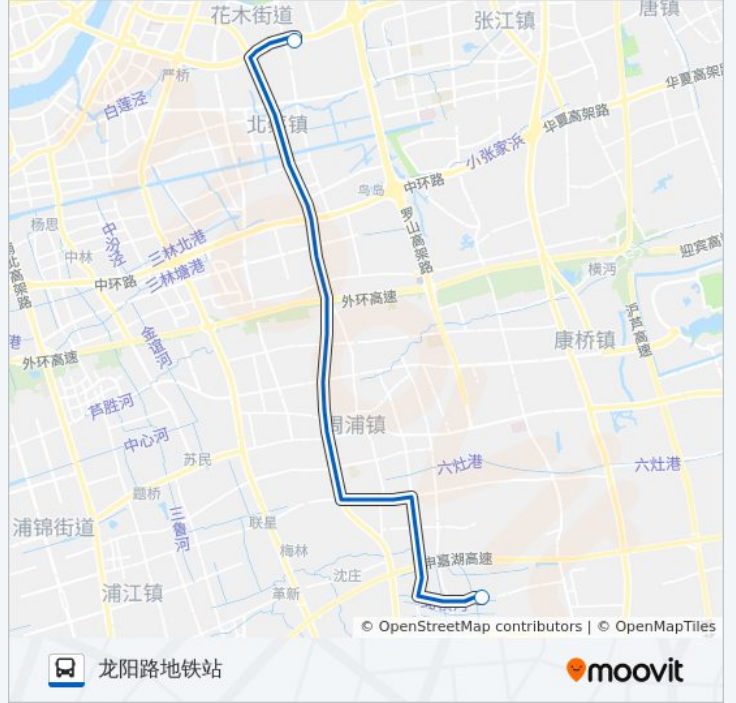 花木街道
张江镇
唐镇
严桥
华夏高架路
白莲泾
华夏高架路
北蔡镇
小张家浜
中环路
鸟岛
罗山高架路
杨思
中汾泾
三林北港
迎宾高
中林
横沔
三林塘港
中环路
北高架路
外环高速
沪芦高速
港
金谊河
康桥镇
外环高速
芦胜河
周浦镇
中心河
苏民
六灶港
六灶港
题桥
三鲁河
联星
浦锦街道
梅林
申嘉湖高速
沈庄
浦江镇
革新
© OpenStreetMap contributors | © OpenMapTiles
龙阳路地铁站
moovit